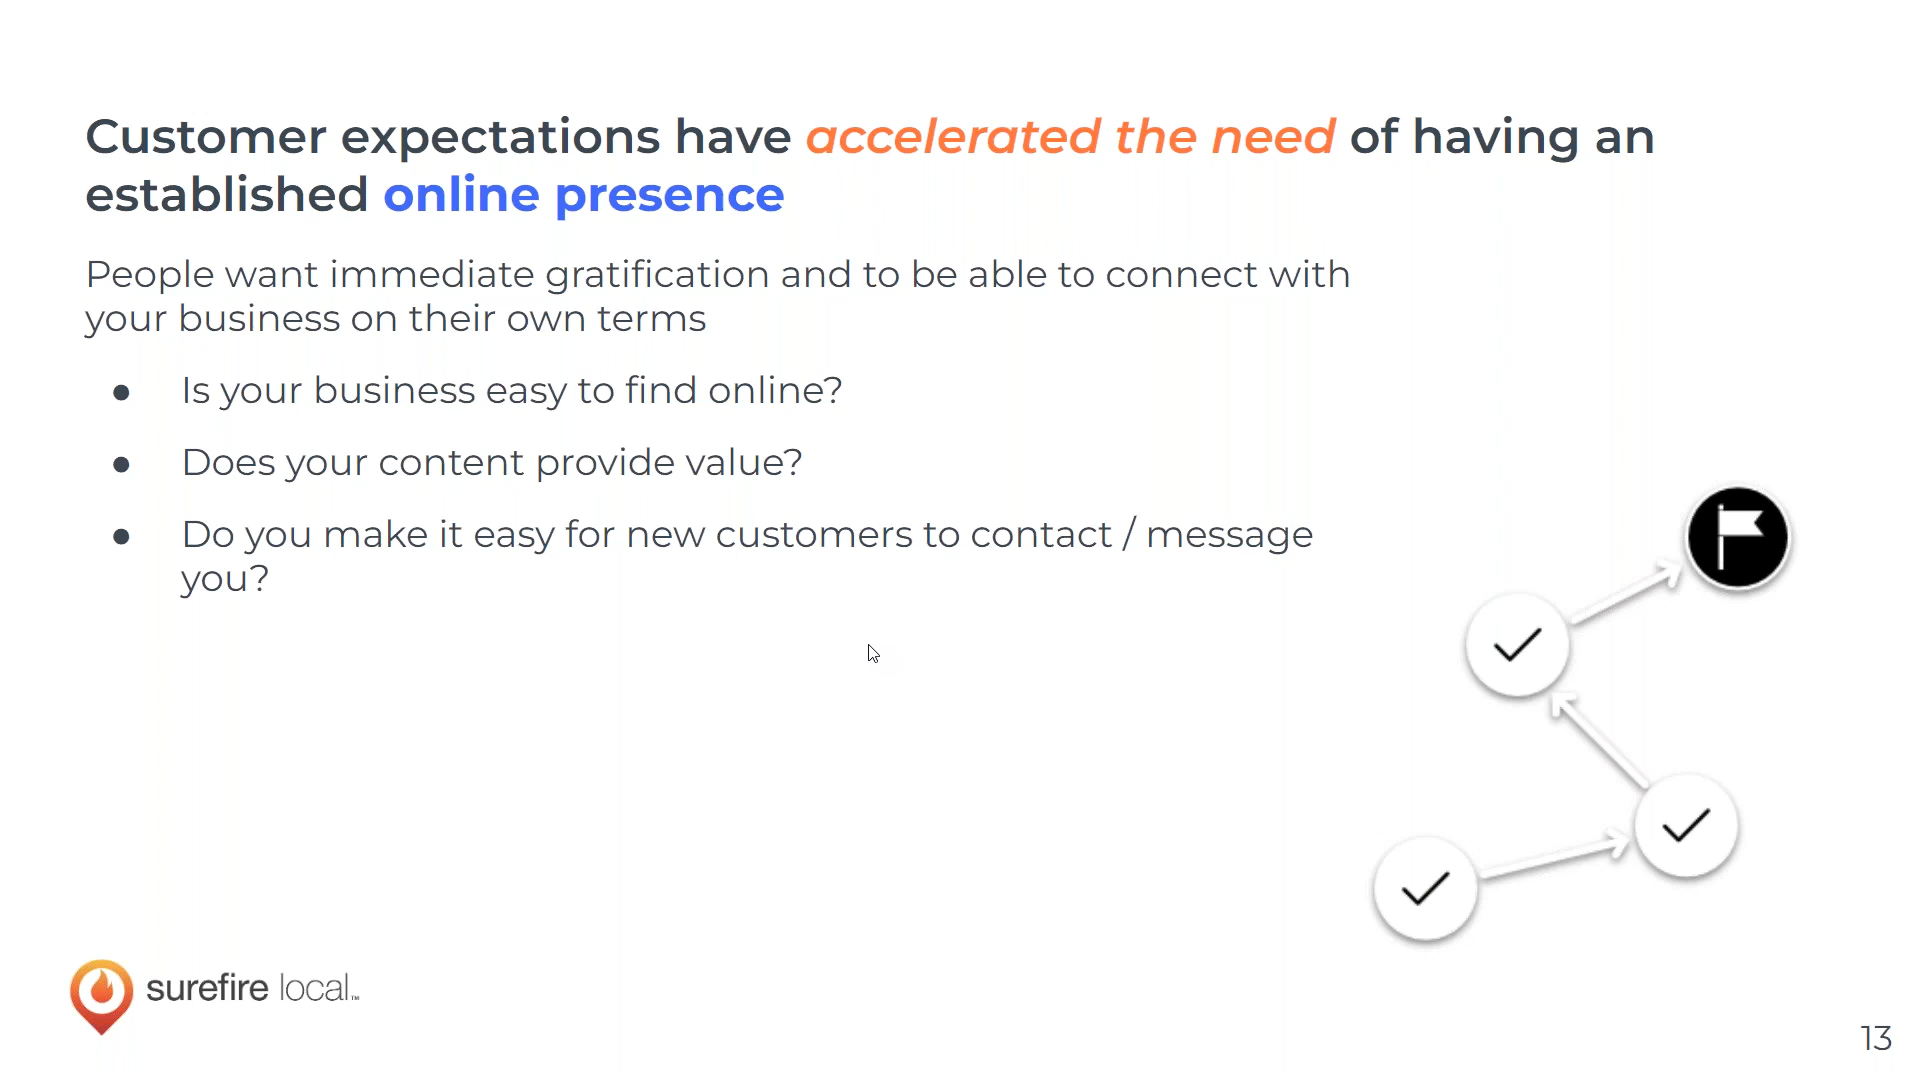 Customer expectations have accelerated the need of having an
established online presence
People want immediate gratification and to be able to connect with
your business on their own terms
● Is your business easy to find online?
● Does your content provide value?
● Do you make it easy for new customers to contact / message
you?
surefire local™
13